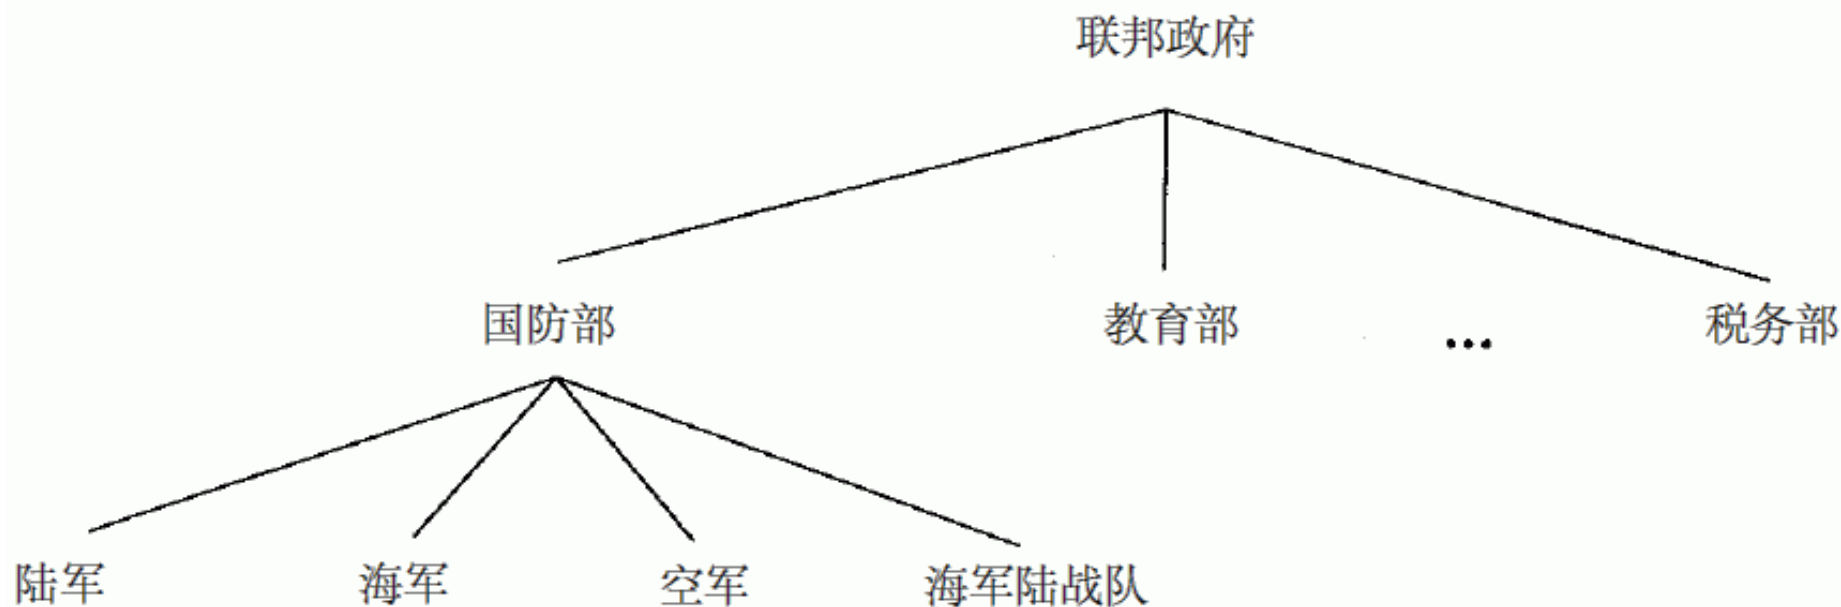 联邦政府
国防部 教育部 ... 税务部
陆军 海军 空军 海军陆战队